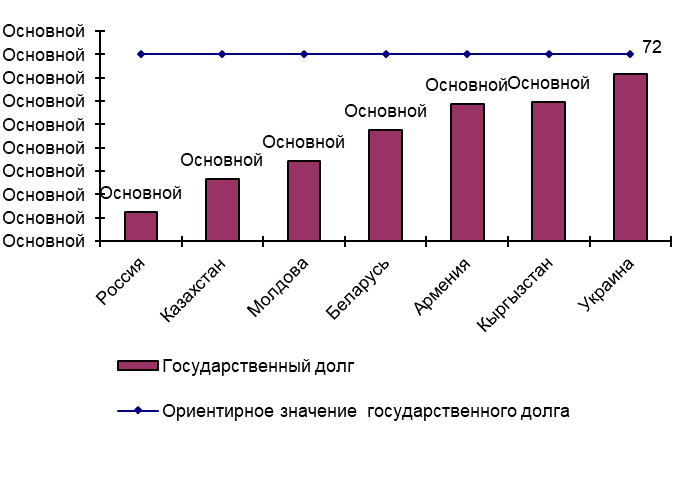 Основной
Основной
72
Основной
Основной
Основной
Основной
Основной
Основной
Основной
Основной
Основной
Основной
Основной
Основной
Основной
Основной
Россия
Казахстан
Молдова
Беларусь
Армения
Кыргызстан
Украина
Государственный долг
Ориентирное значение государственного долга